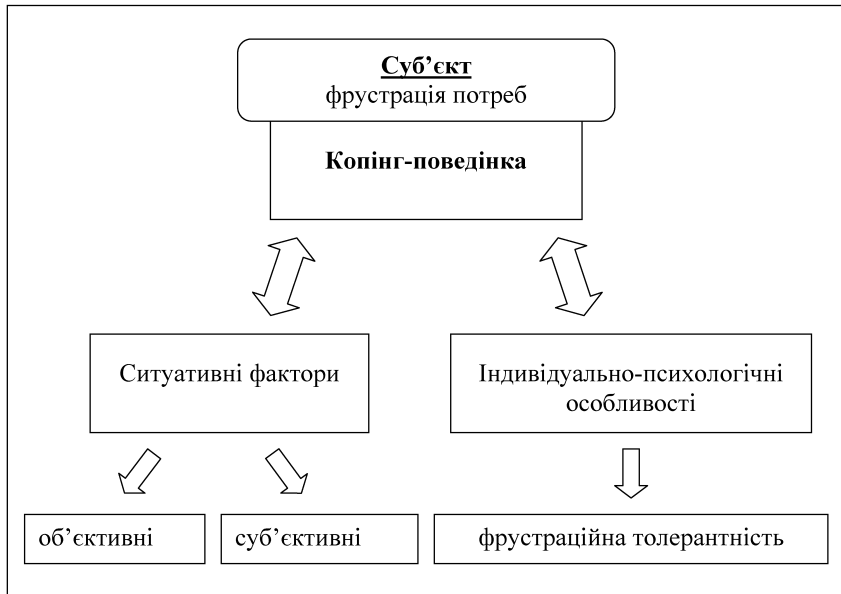 Суб’єкт
фрустрація потреб
Копінг-поведінка
Ситуативні фактори
Індивідуально-психологічні
особливості
об’єктивні
суб’єктивні
фрустраційна толерантність